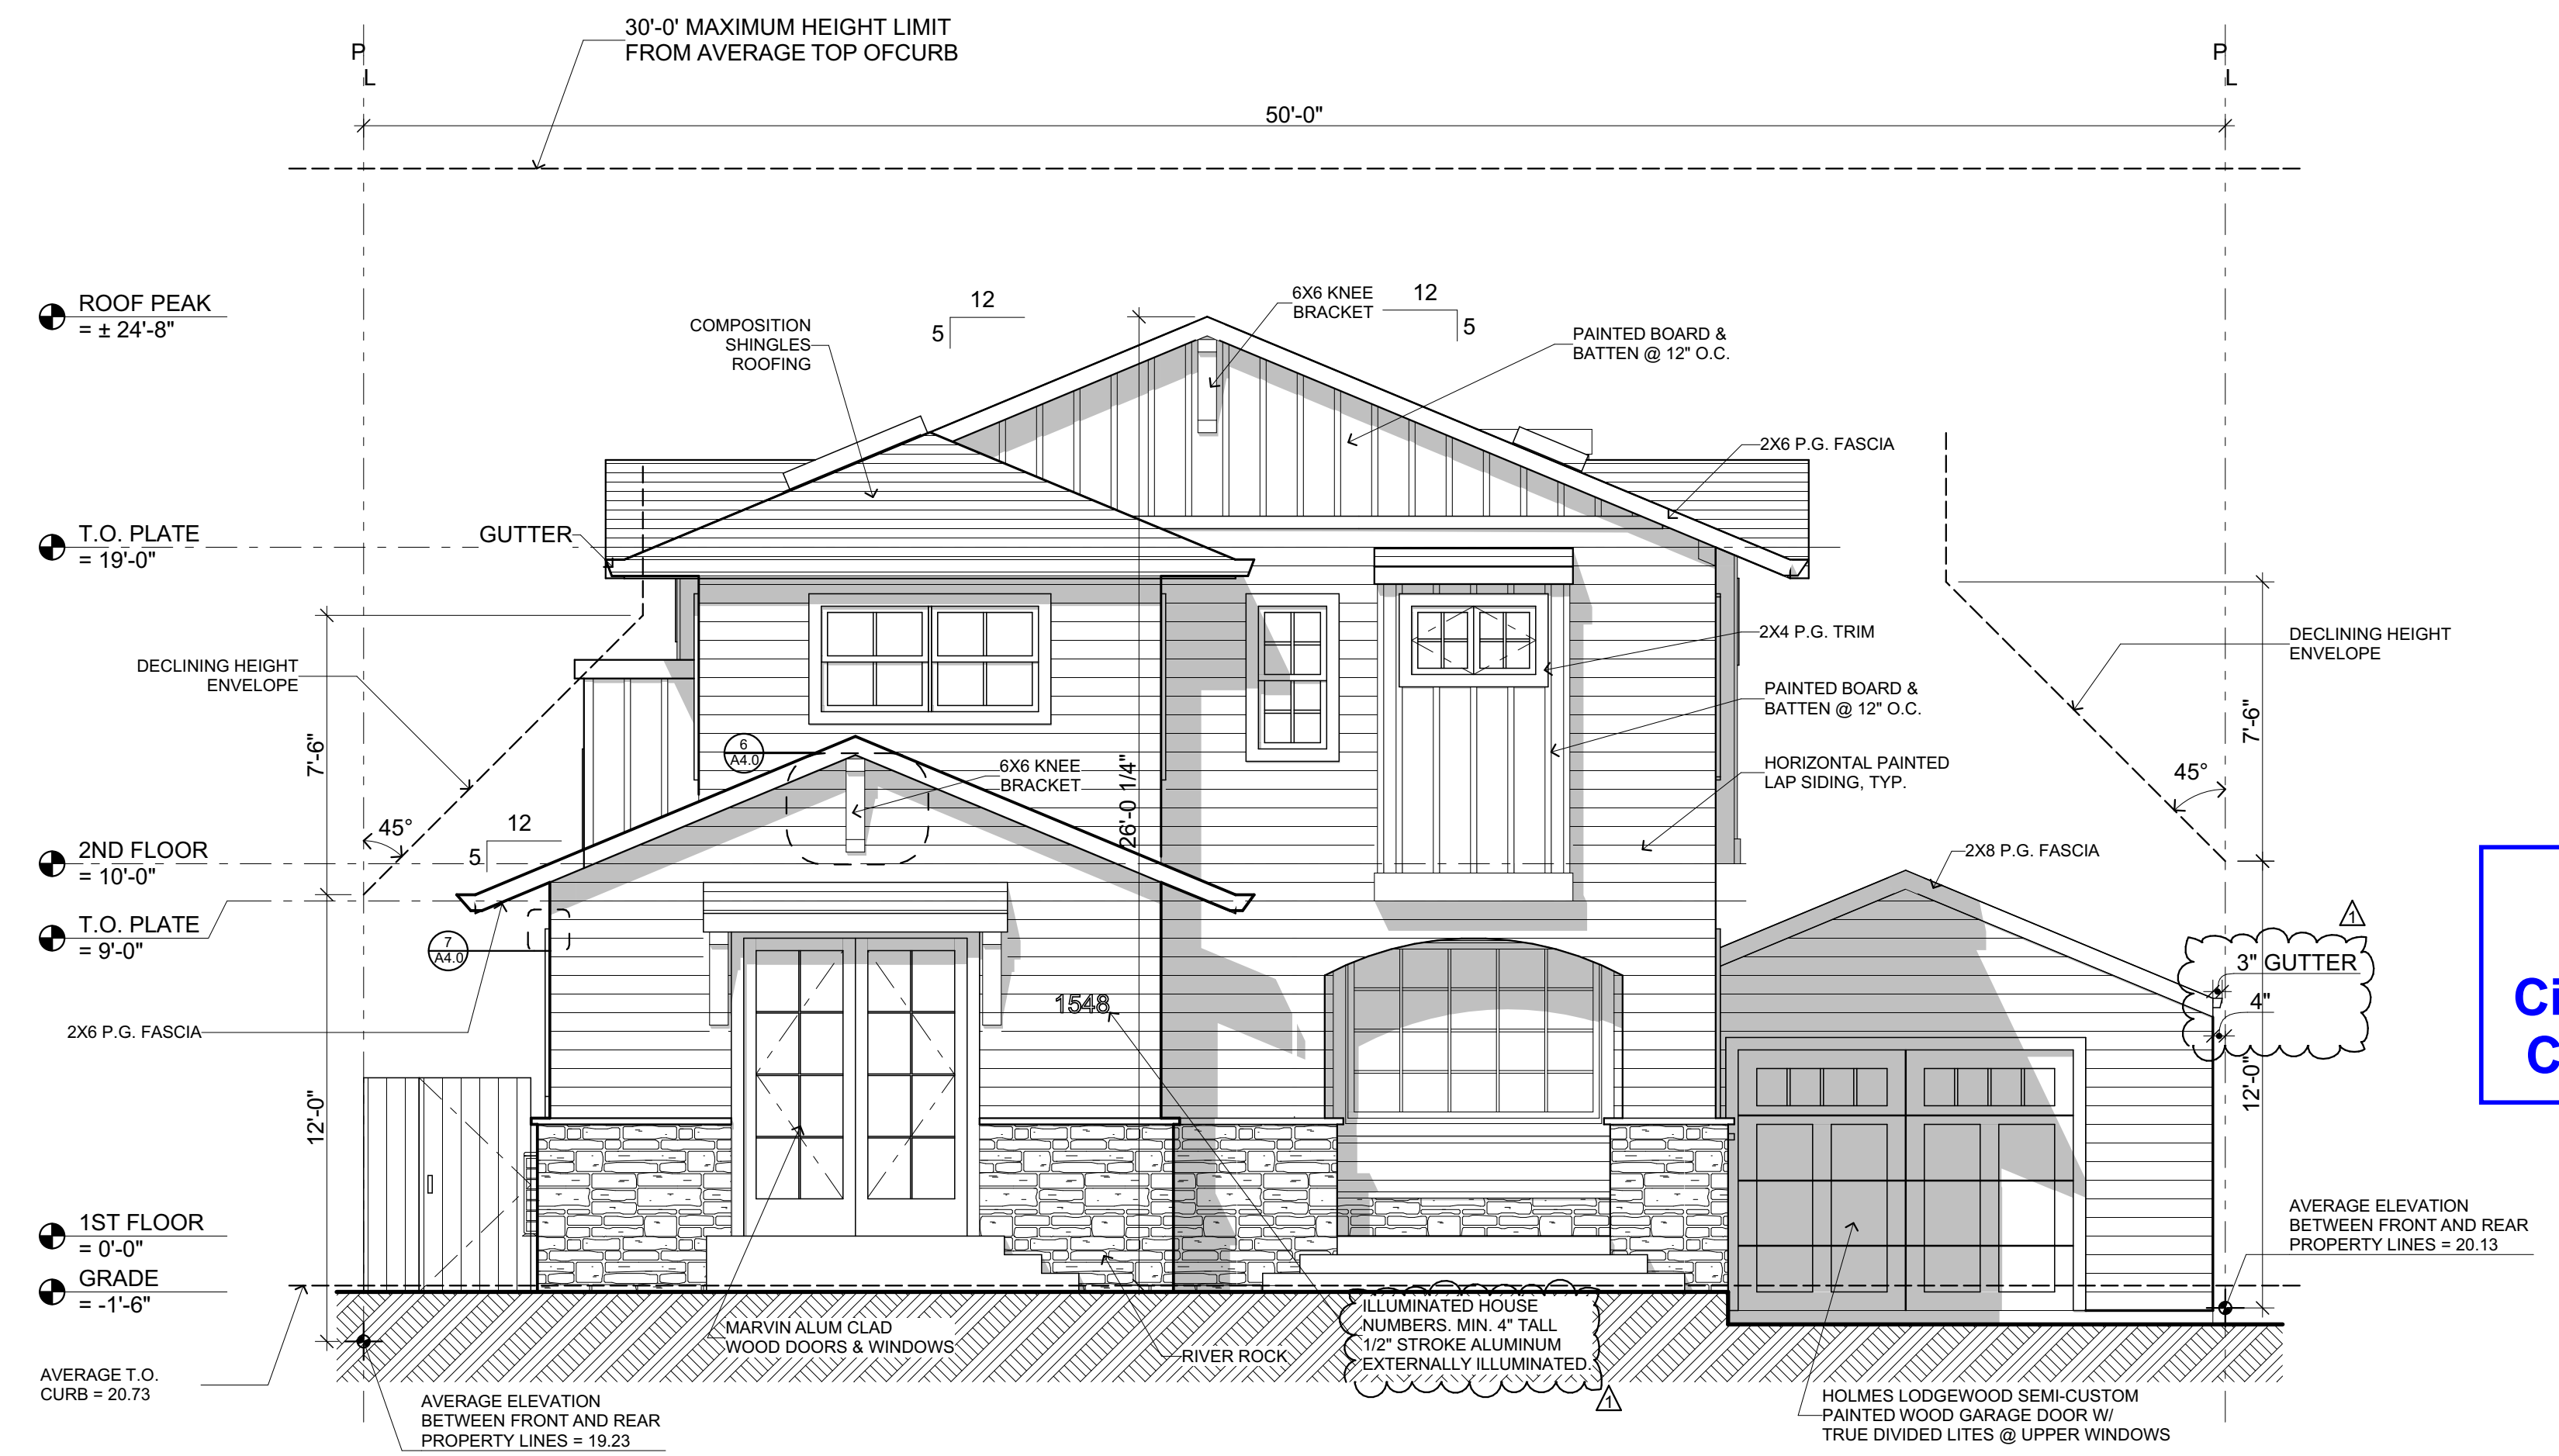 30'-0' MAXIMUM HEIGHT LIMIT
FROM AVERAGE TOP OFCURB
P
L
P
L
50'-0"
ROOF PEAK
= ± 24'-8"
T.O. PLATE
= 19'-0"
2ND FLOOR
= 10'-0"
T.O. PLATE
= 9'-0"
1ST FLOOR
= 0'-0"
GRADE
= -1'-6"
AVERAGE T.O.
CURB = 20.73
COMPOSITION
SHINGLES
ROOFING
12
5
6X6 KNEE
BRACKET
12
5
PAINTED BOARD &
BATTEN @ 12" O.C.
2X6 P.G. FASCIA
GUTTER
DECLINING HEIGHT
ENVELOPE
7'-6"
45°
12
5
6
A4.0
6X6 KNEE
BRACKET
26'-0 1/4"
2X4 P.G. TRIM
PAINTED BOARD &
BATTEN @ 12" O.C.
HORIZONTAL PAINTED
LAP SIDING, TYP.
DECLINING HEIGHT
ENVELOPE
7'-6"
45°
2X8 P.G. FASCIA
7
A4.0
2X6 P.G. FASCIA
12'-0"
1548
1
3" GUTTER
4"
12'-0"
Ci
C
AVERAGE ELEVATION
BETWEEN FRONT AND REAR
PROPERTY LINES = 20.13
MARVIN ALUM CLAD
WOOD DOORS & WINDOWS
RIVER ROCK
ILLUMINATED HOUSE
NUMBERS. MIN. 4" TALL
1/2" STROKE ALUMINUM
EXTERNALLY ILLUMINATED.
1
AVERAGE ELEVATION
BETWEEN FRONT AND REAR
PROPERTY LINES = 19.23
HOLMES LODGEWOOD SEMI-CUSTOM
PAINTED WOOD GARAGE DOOR W/
TRUE DIVIDED LITES @ UPPER WINDOWS